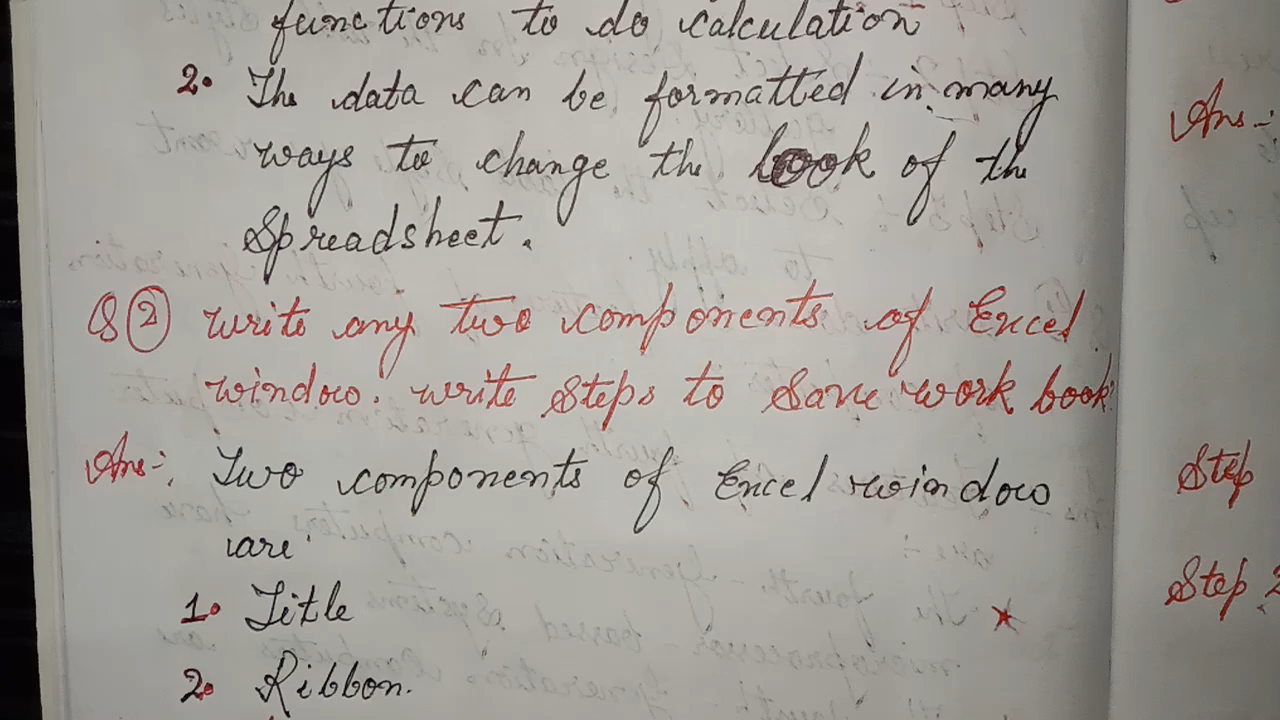 functions to do calculation
2. The data can be formatted in many
ways to change the look of the
Spreadsheet.
Q② write any two components of Excel
window. write steps to save work book.
Ans-: Two components of Excel window
are
1. Title
2. Ribbon.
Ans-:
Step
Step 2